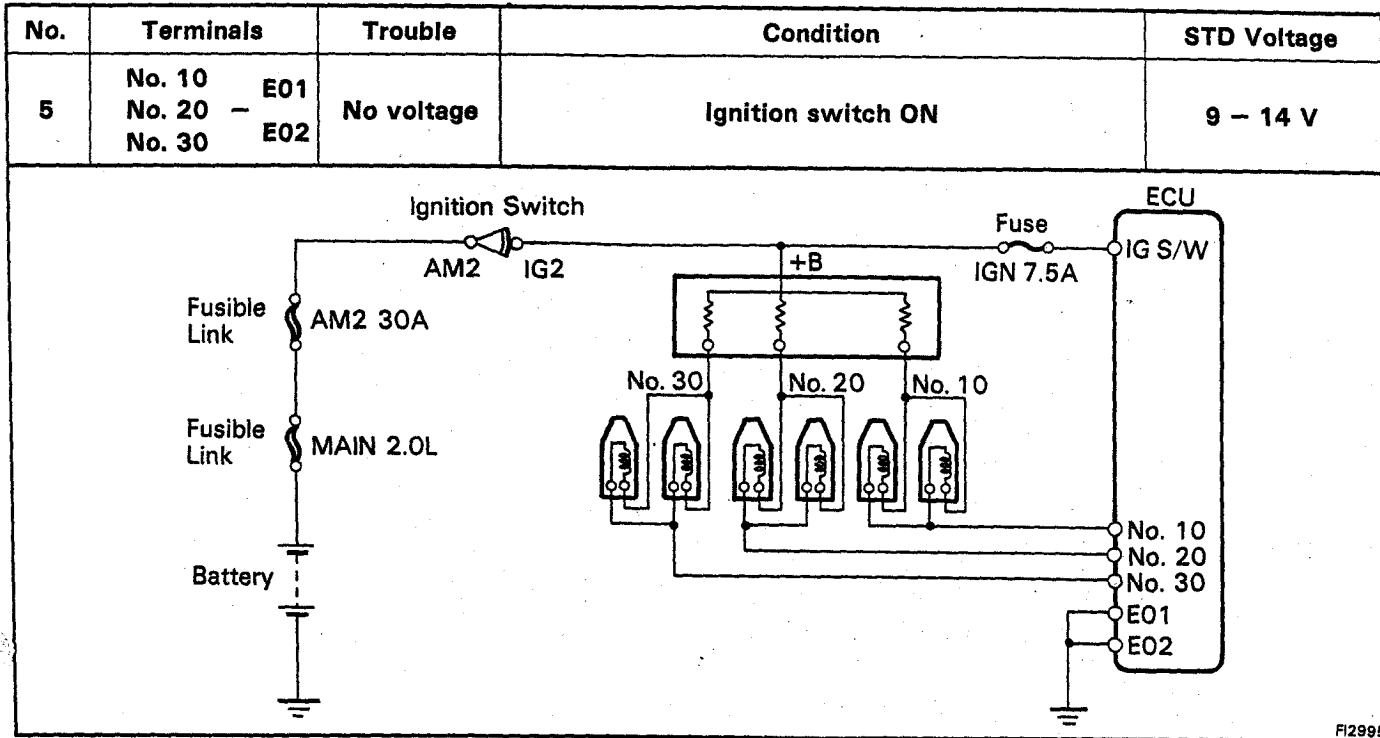 No. Terminals Trouble Condition STD Voltage
5 No. 10 No. 20 No. 30 – E01 E02 No voltage Ignition switch ON 9 – 14 V
Ignition Switch
AM2 IG2
+B
Fuse
IGN 7.5A
ECU
IG S/W
Fusible Link
AM2 30A
Fusible Link
MAIN 2.0L
Battery
No. 30 No. 20 No. 10
No. 10
No. 20
No. 30
E01
E02
FI2995